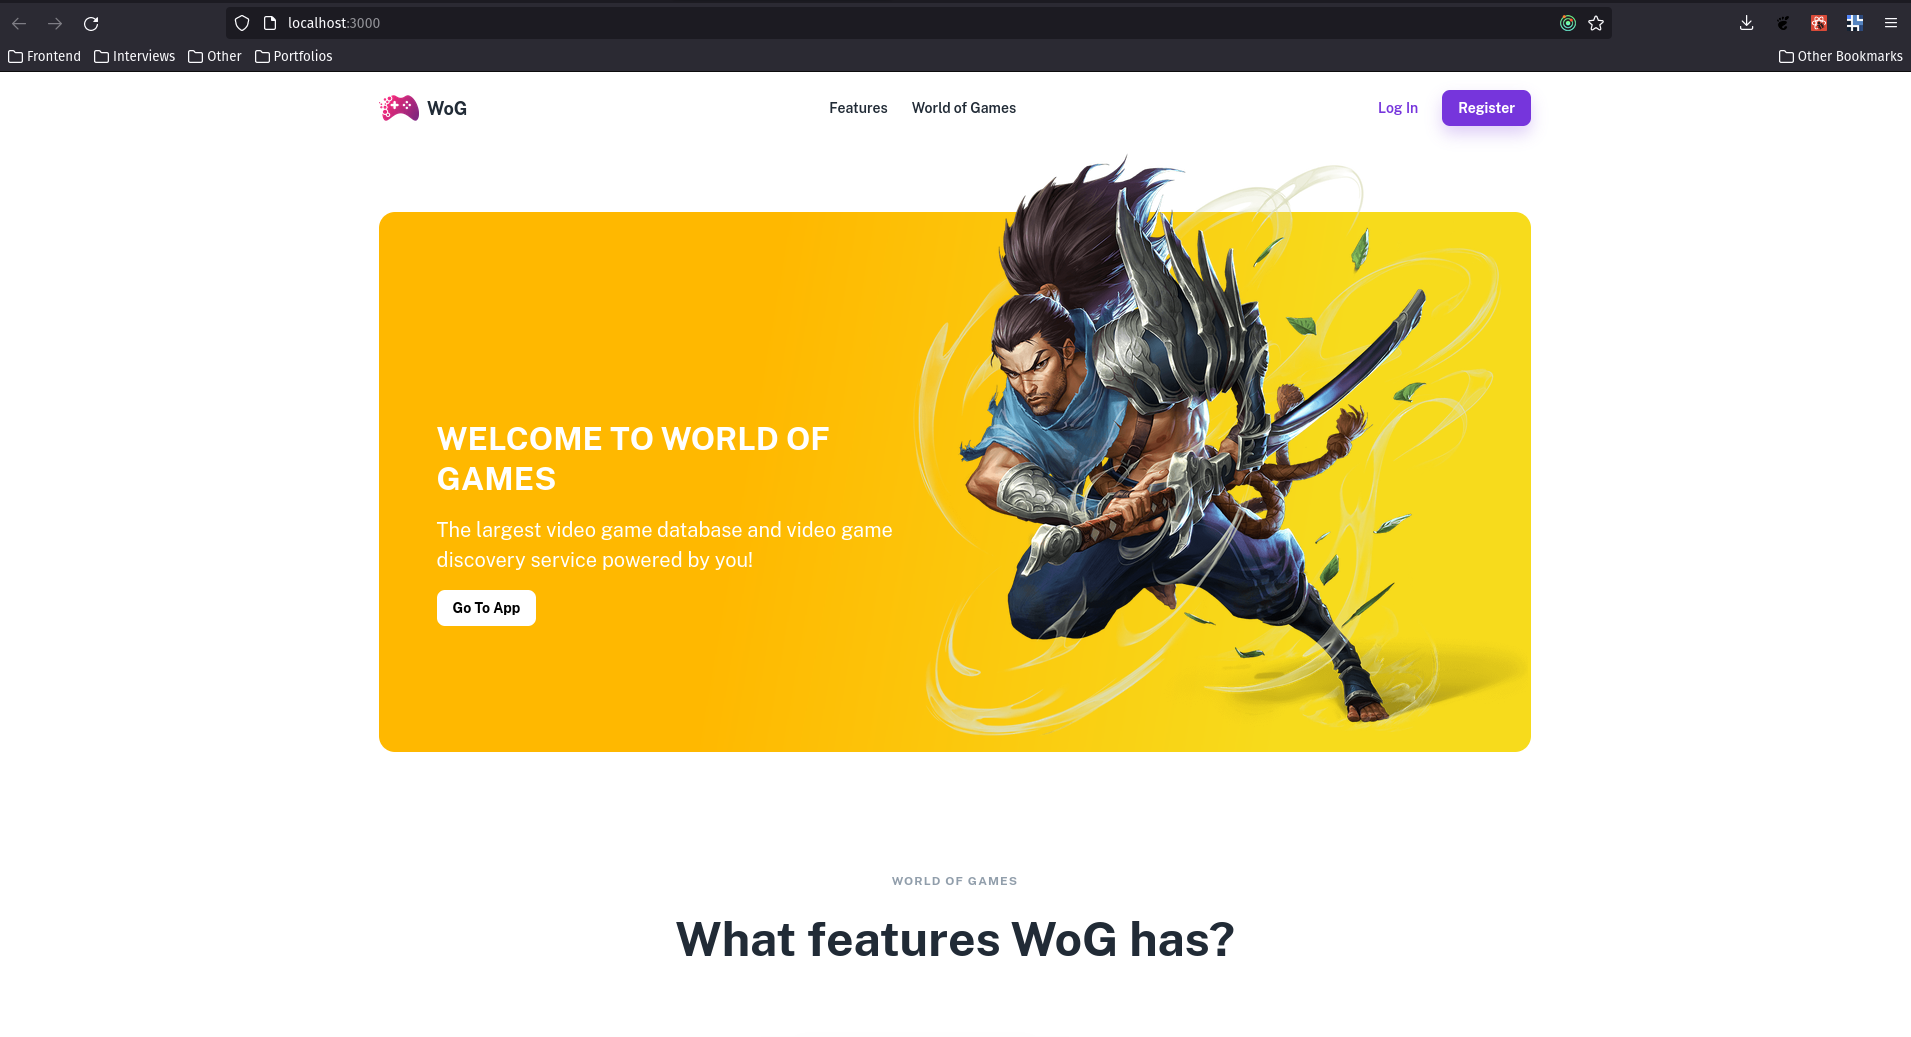 localhost:3000
Frontend
Interviews
Other
Portfolios
Other Bookmarks
WoG
Features
World of Games
Log In
Register
WELCOME TO WORLD OF
GAMES
The largest video game database and video game
discovery service powered by you!
Go To App
WORLD OF GAMES
What features WoG has?